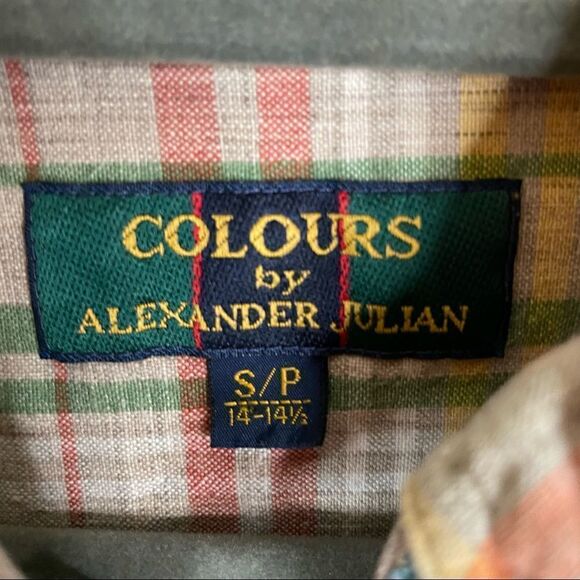 COLOURS
by
ALEXANDER JULIAN
S/P
14-14½